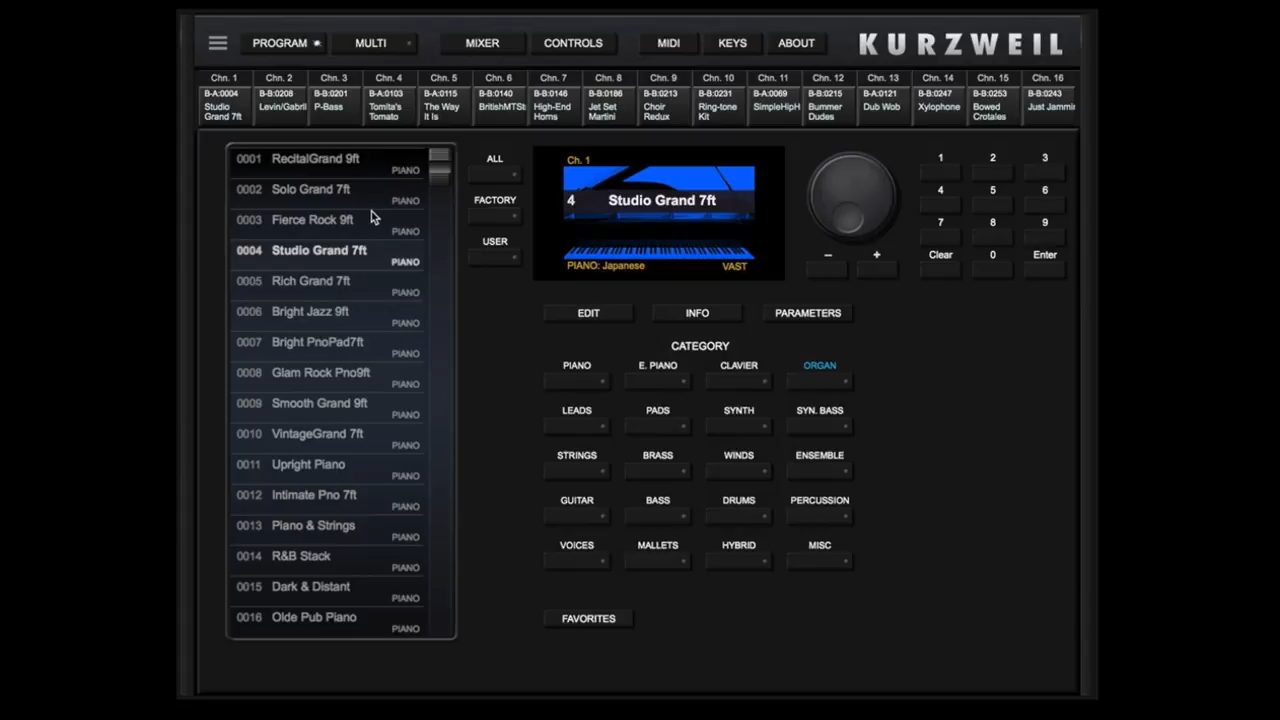 PROGRAM MULTI MIXER CONTROLS MIDI KEYS ABOUT KURZWEIL
Chn. 1 Chn. 2 Chn. 3 Chn. 4 Chn. 5 Chn. 6 Chn. 7 Chn. 8 Chn. 9 Chn. 10 Chn. 11 Chn. 12 Chn. 13 Chn. 14 Chn. 15 Chn. 16
B-A:0004 B-B:0208 B-B:0201 B-A:0103 B-A:0115 B-B:0048 B-B:0146 B-B:0186 B-B:0213 B-B:0231 B-A:0069 B-B:0215 B-A:0121 B-B:0247 B-B:0253 B-B:0243
Studio Levin/Gabril P-Bass Tomita's The Way BritishMTSt High-End Jet Set Choir Ring-tone SimpleHipH Bummer Dub Wob Xylophone Bowed Just Jammir
Grand 7ft Tomato It Is Horns Martini Redux Kit Dudes Crotales
0001 RecitalGrand 9ft
PIANO
0002 Solo Grand 7ft
PIANO
0003 Fierce Rock 9ft
PIANO
0004 Studio Grand 7ft
PIANO
0005 Rich Grand 7ft
PIANO
0006 Bright Jazz 9ft
PIANO
0007 Bright PnoPad7ft
PIANO
0008 Glam Rock Pno9ft
PIANO
0009 Smooth Grand 9ft
PIANO
0010 VintageGrand 7ft
PIANO
0011 Upright Piano
PIANO
0012 Intimate Pno 7ft
PIANO
0013 Piano & Strings
PIANO
0014 R&B Stack
PIANO
0015 Dark & Distant
PIANO
0016 Olde Pub Piano
PIANO
ALL
FACTORY
USER
Ch. 1
4 Studio Grand 7ft
PIANO: Japanese VAST
1 2 3
4 5 6
7 8 9
– + Clear 0 Enter
EDIT INFO PARAMETERS
CATEGORY
PIANO E. PIANO CLAVIER ORGAN
LEADS PADS SYNTH SYN. BASS
STRINGS BRASS WINDS ENSEMBLE
GUITAR BASS DRUMS PERCUSSION
VOICES MALLETS HYBRID MISC
FAVORITES